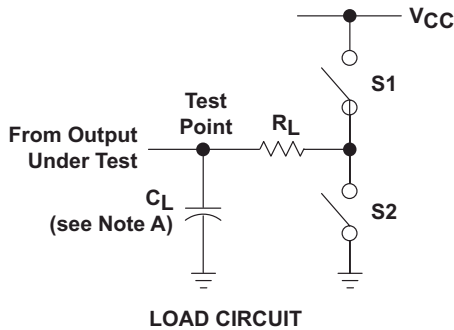 VCC
S1
Test
Point
RL
From Output
Under Test
CL
(see Note A)
S2
LOAD CIRCUIT